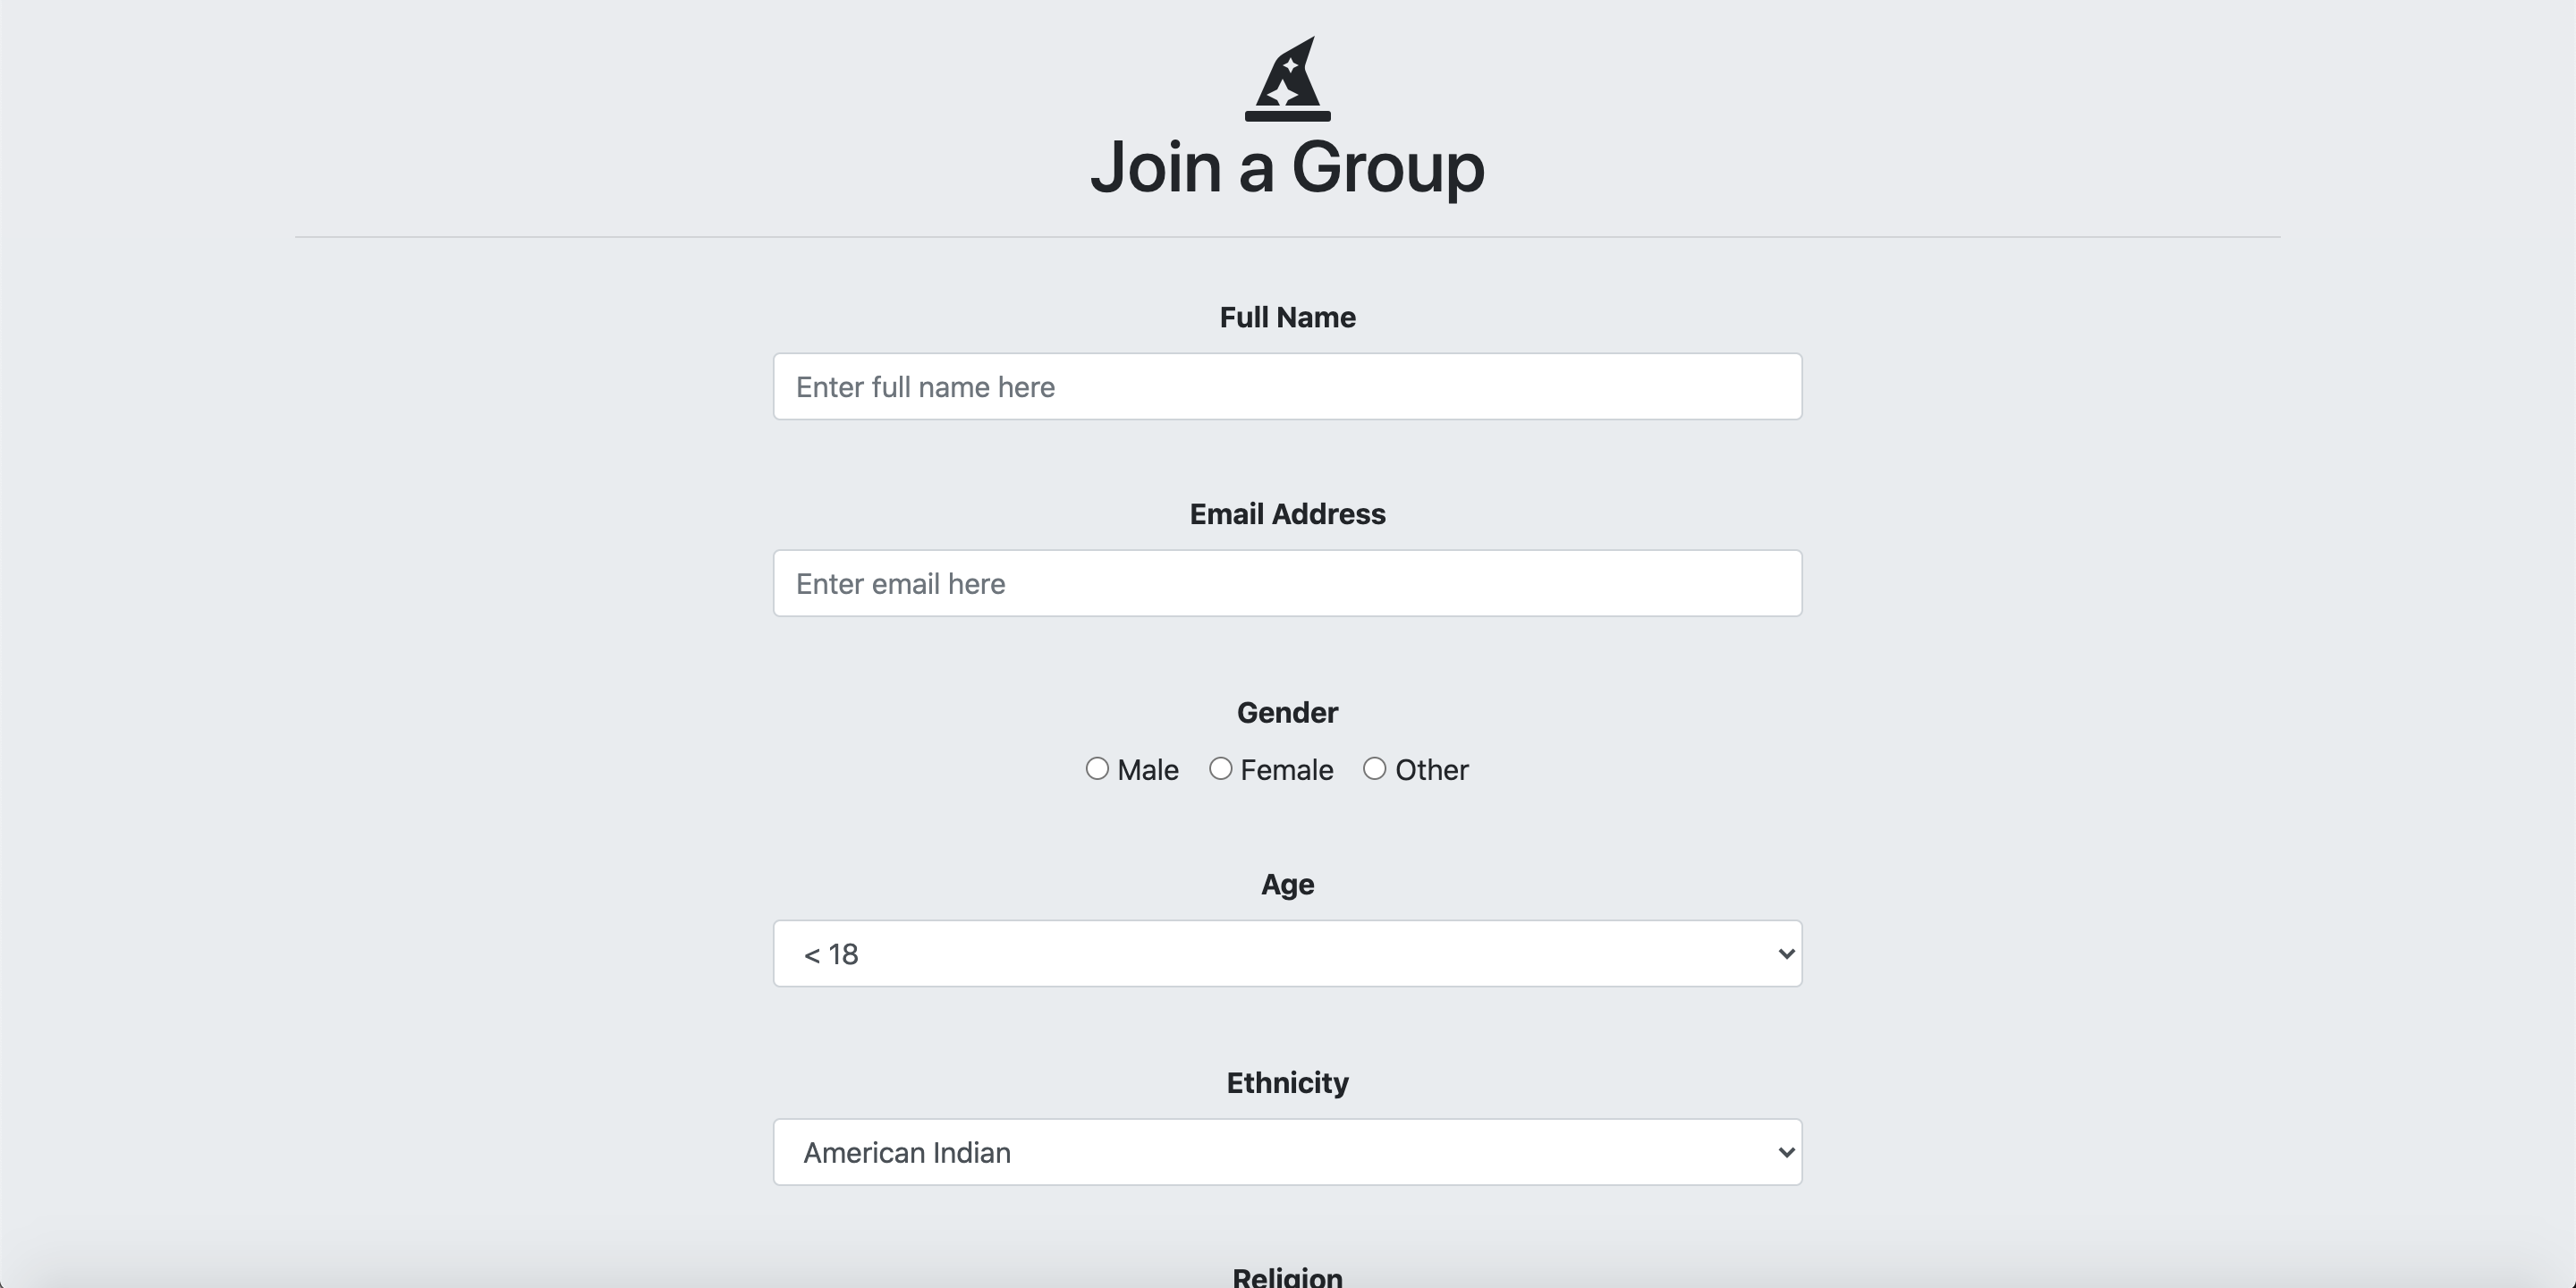 Join a Group
Full Name
Enter full name here
Email Address
Enter email here
Gender
Male Female Other
Age
< 18
Ethnicity
American Indian
Religion